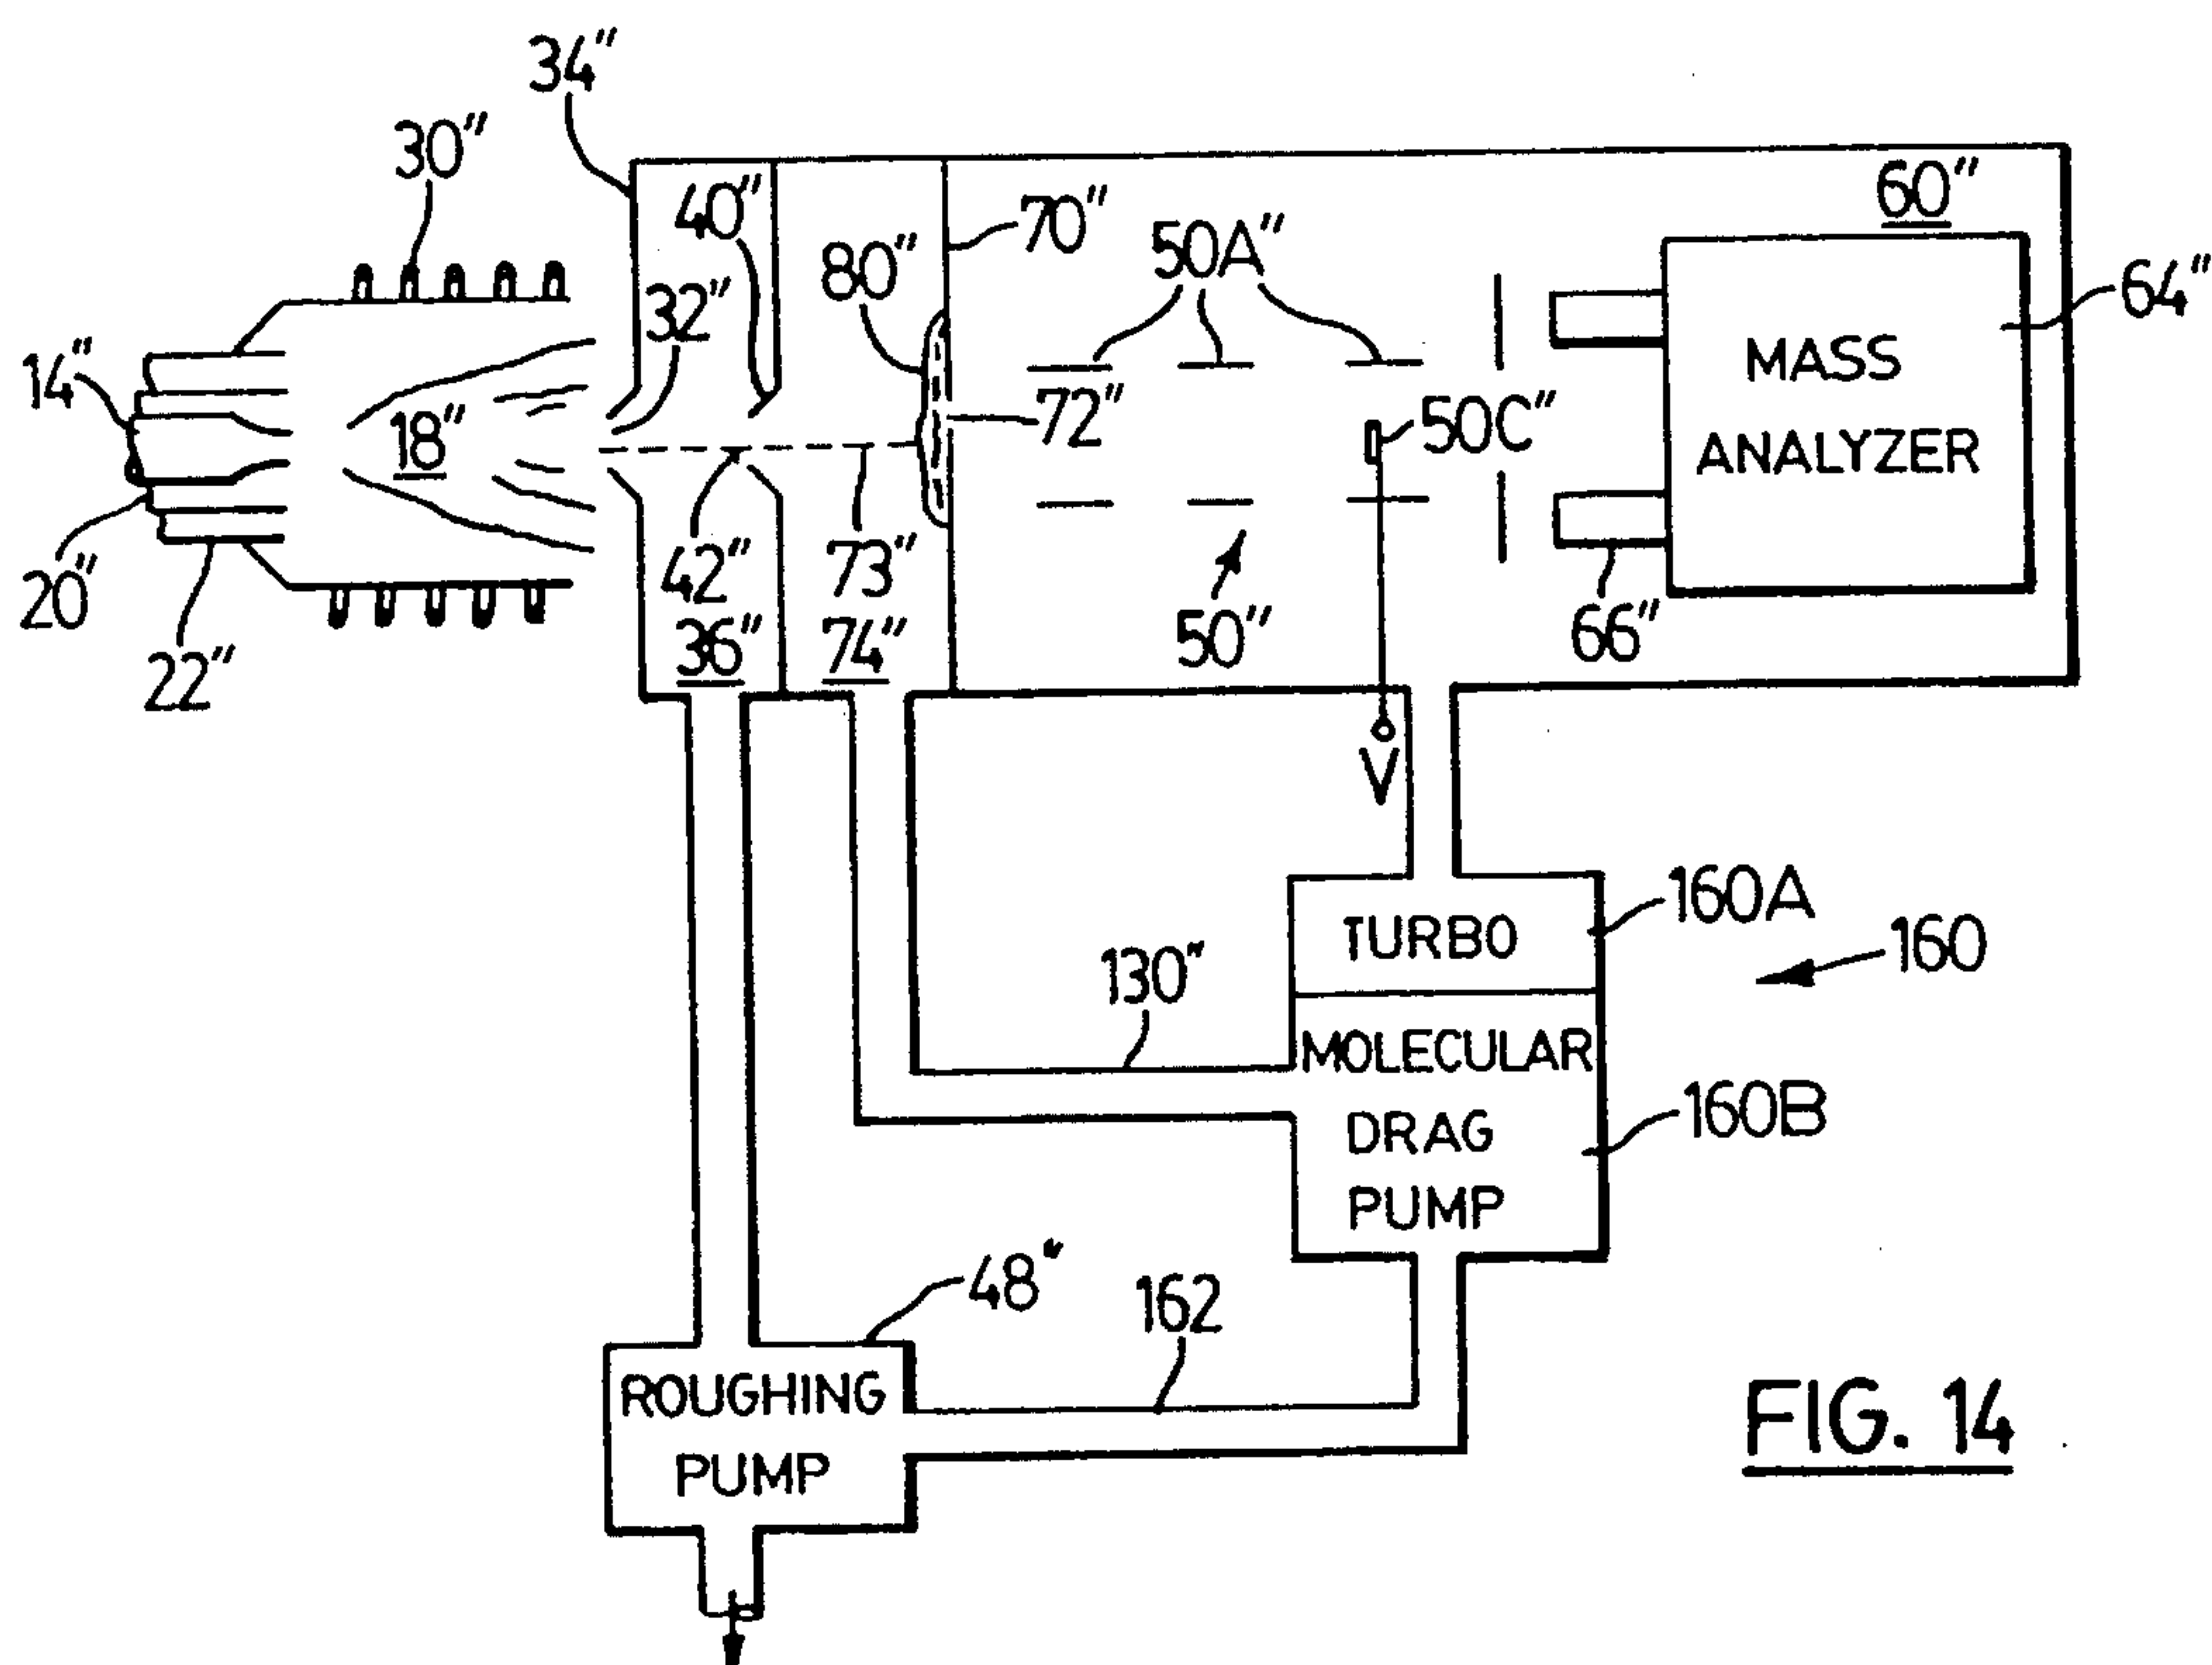 34"
30"
60"
40"
70"
50A"
80"
64"
32"
14"
MASS
18"
72"
50C"
ANALYZER
42"
73"
20"
66"
36"
74"
50"
22"
V
160A
TURBO
160
130"
MOLECULAR
160B
DRAG
PUMP
48"
162
ROUGHING
FIG. 14
PUMP